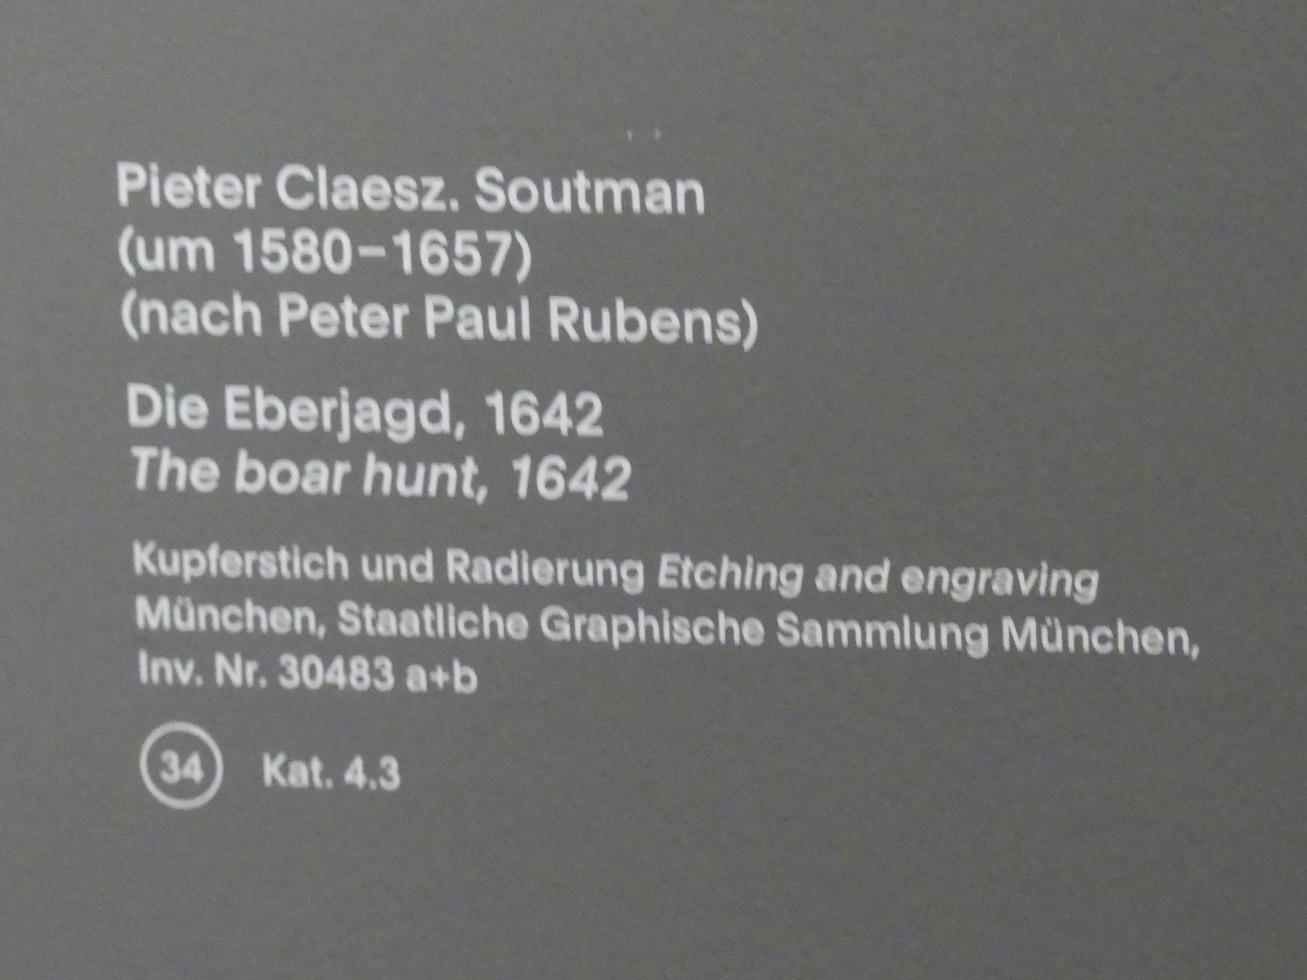 Pieter Claesz. Soutman
(um 1580–1657)
(nach Peter Paul Rubens)
Die Eberjagd, 1642
The boar hunt, 1642
Kupferstich und Radierung Etching and engraving
München, Staatliche Graphische Sammlung München,
Inv. Nr. 30483 a+b
34 Kat. 4.3